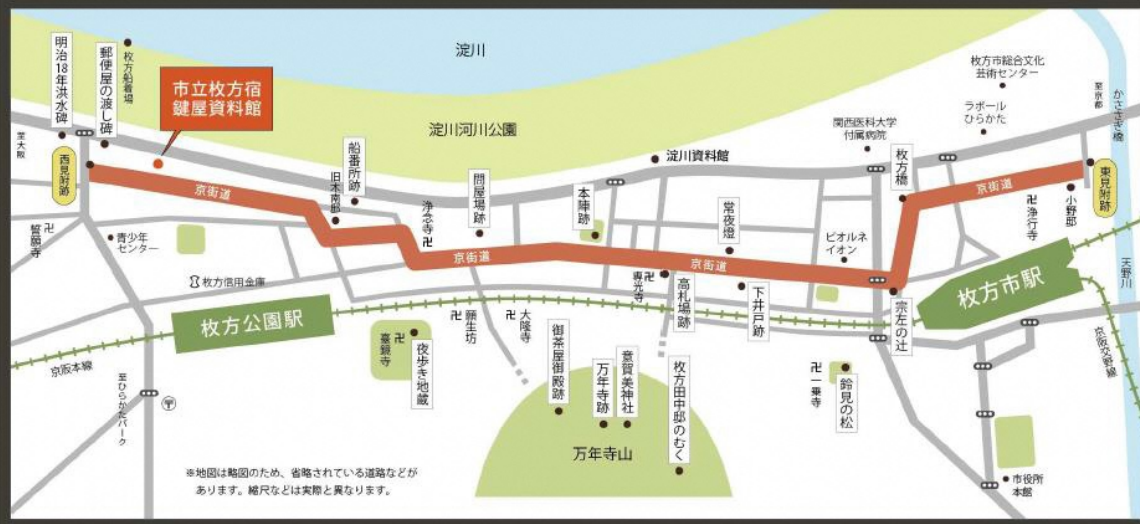 淀川
淀川河川公園
明治18年洪水碑
郵便屋の渡し碑
枚方船着場
市立枚方宿
鍵屋資料館
至大阪
西見附跡
京街道
旧木南邸
船番所跡
浄念寺
問屋場跡
本陣跡
淀川資料館
常夜燈
関西医科大学
付属病院
枚方橋
枚方市総合文化
芸術センター
ラポール
ひらかた
至京都
かささぎ橋
東見附跡
小野邸
浄行寺
京街道
京街道
京街道
ビオルネ
イオン
誓願寺
青少年
センター
枚方信用金庫
枚方公園駅
京阪本線
至ひらかたパーク
臺鏡寺
夜歩き地蔵
願生坊
大隆寺
専光寺
高札場跡
下井戸跡
宗左の辻
枚方市駅
天野川
京阪交野線
御茶屋御殿跡
万年寺跡
意賀美神社
枚方田中邸のむく
万年寺山
一乗寺
鈴見の松
市役所
本館
※地図は略図のため、省略されている道路などが
あります。縮尺などは実際と異なります。